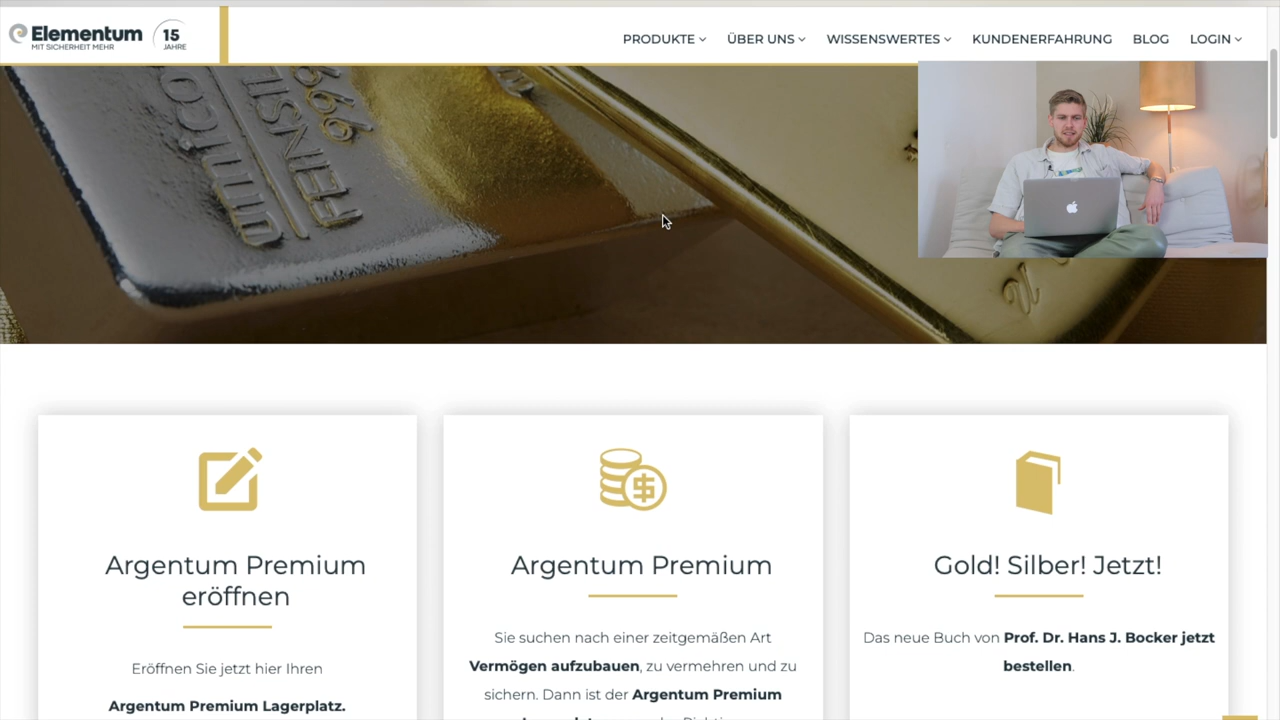 Elementum
MIT SICHERHEIT MEHR
15
JAHRE
PRODUKTE
ÜBER UNS
WISSENSWERTES
KUNDENERFAHRUNG
BLOG
LOGIN
umicore
FEINSILBER
999
Argentum Premium
eröffnen
Eröffnen Sie jetzt hier Ihren
Argentum Premium Lagerplatz.
Argentum Premium
Sie suchen nach einer zeitgemäßen Art
Vermögen aufzubauen, zu vermehren und zu
sichern. Dann ist der Argentum Premium
Gold! Silber! Jetzt!
Das neue Buch von Prof. Dr. Hans J. Bocker jetzt
bestellen.